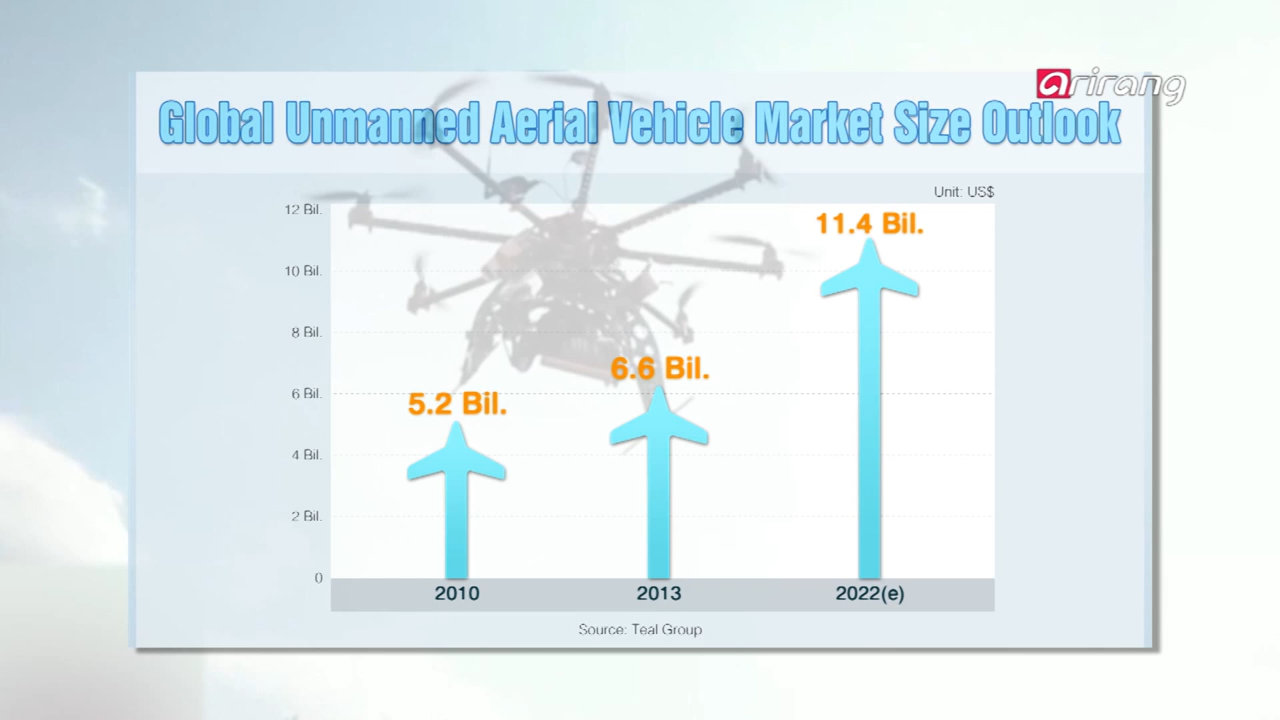 arirang
Global Unmanned Aerial Vehicle Market Size Outlook
Unit: US$
12 Bil.
10 Bil.
8 Bil.
6 Bil.
4 Bil.
2 Bil.
0
5.2 Bil.
6.6 Bil.
11.4 Bil.
2010
2013
2022(e)
Source: Teal Group